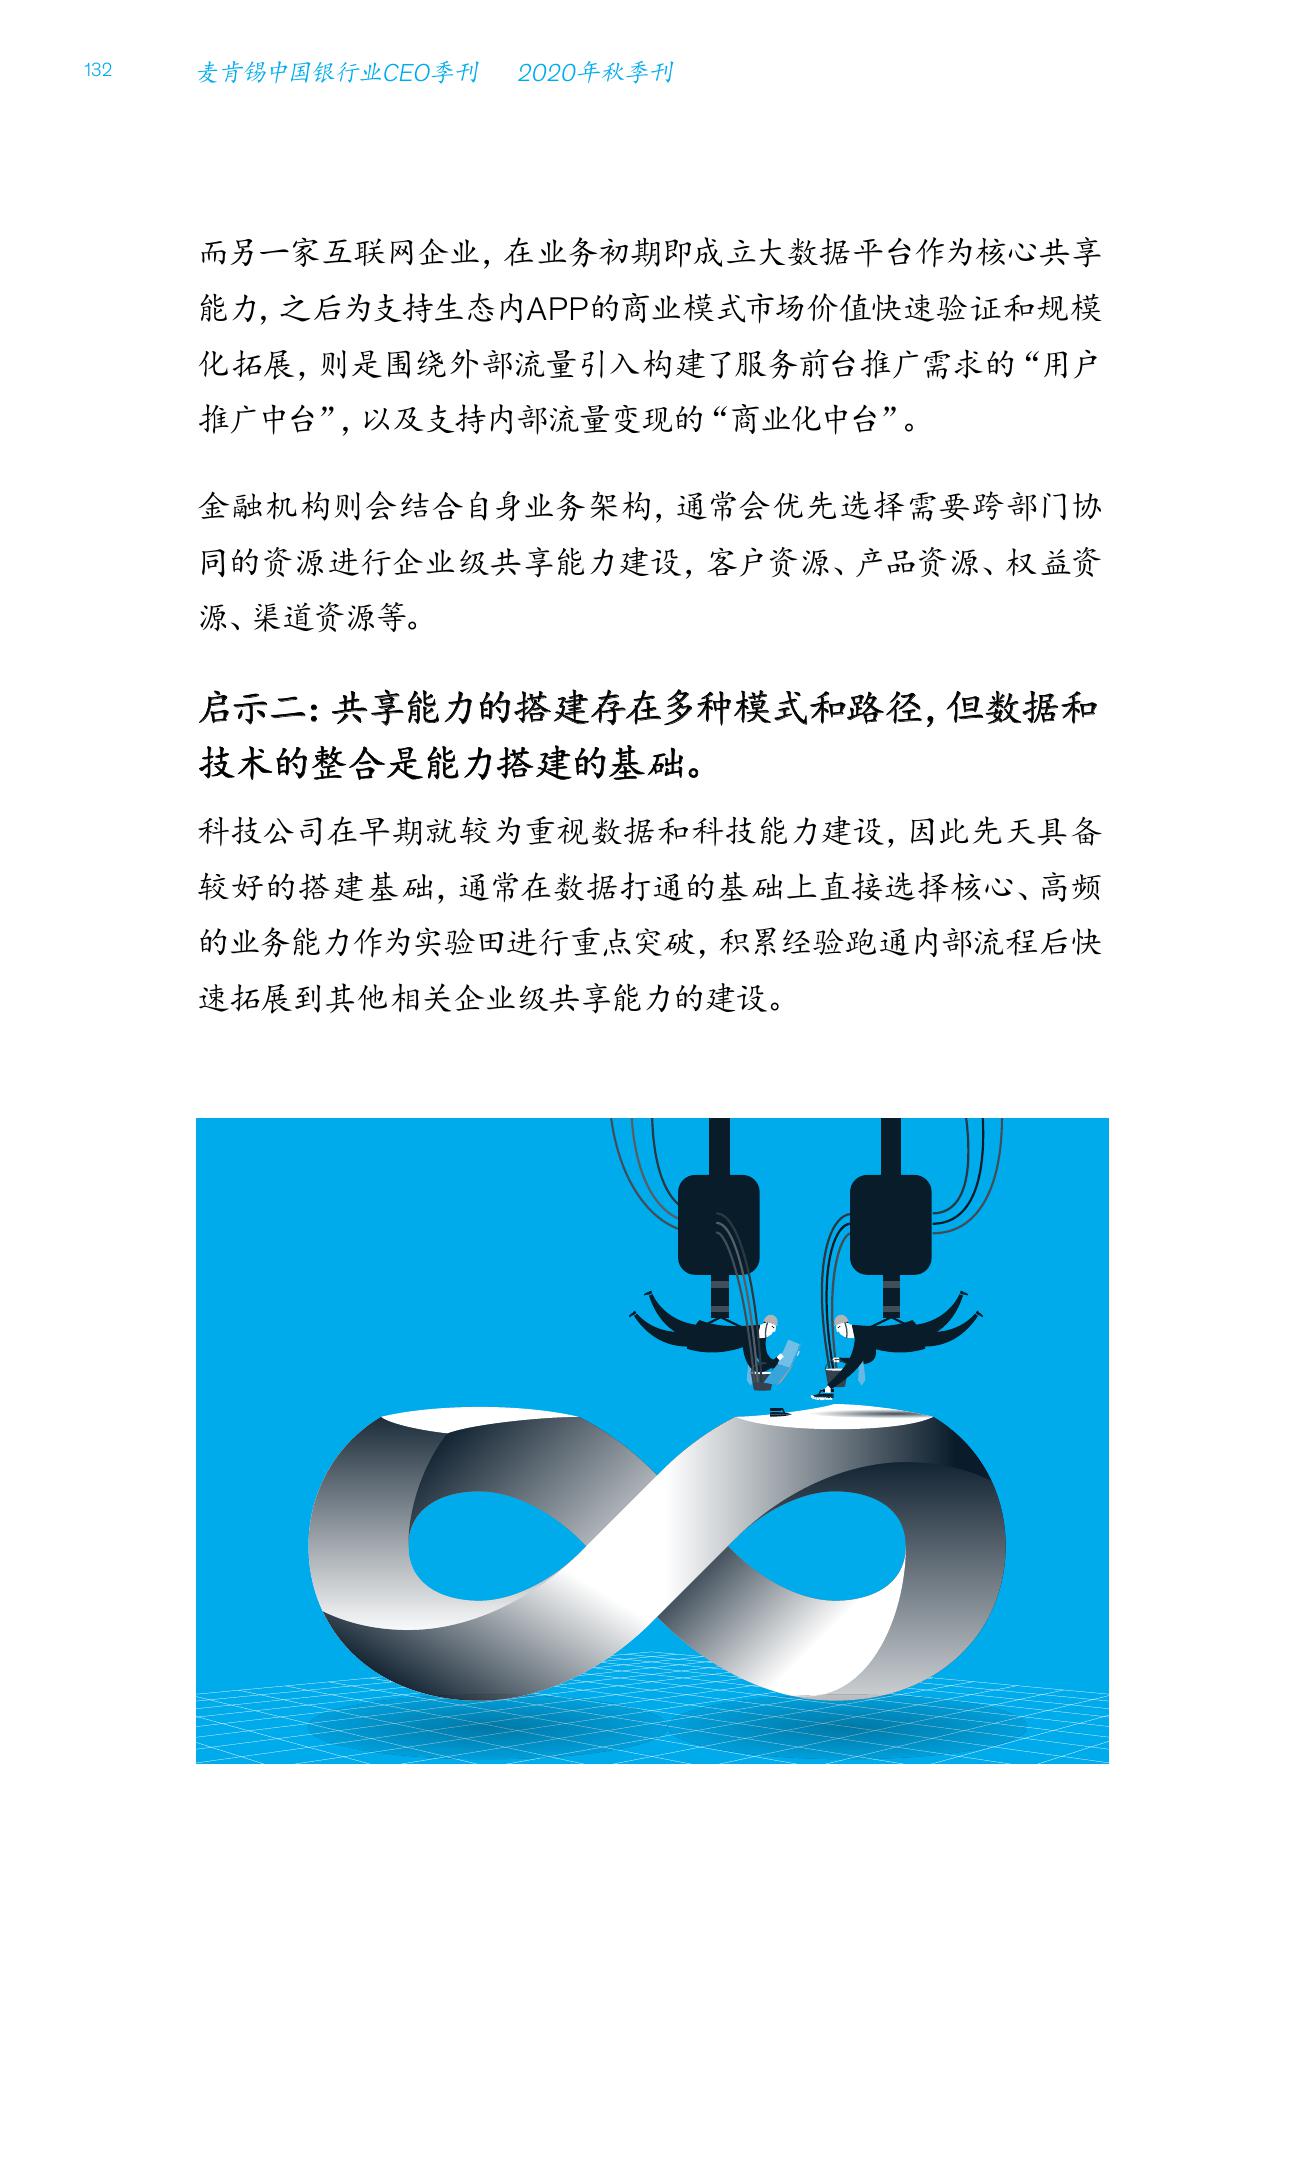 132
麦肯锡中国银行业CEO季刊 2020年秋季刊
而另一家互联网企业，在业务初期即成立大数据平台作为核心共享
能力，之后为支持生态内APP的商业模式市场价值快速验证和规模
化拓展，则是围绕外部流量引入构建了服务前台推广需求的“用户
推广中台”，以及支持内部流量变现的“商业化中台”。
金融机构则会结合自身业务架构，通常会优先选择需要跨部门协
同的资源进行企业级共享能力建设，客户资源、产品资源、权益资
源、渠道资源等。
启示二：共享能力的搭建存在多种模式和路径，但数据和
技术的整合是能力搭建的基础。
科技公司在早期就较为重视数据和科技能力建设，因此先天具备
较好的搭建基础，通常在数据打通的基础上直接选择核心、高频
的业务能力作为实验田进行重点突破，积累经验跑通内部流程后快
速拓展到其他相关企业级共享能力的建设。